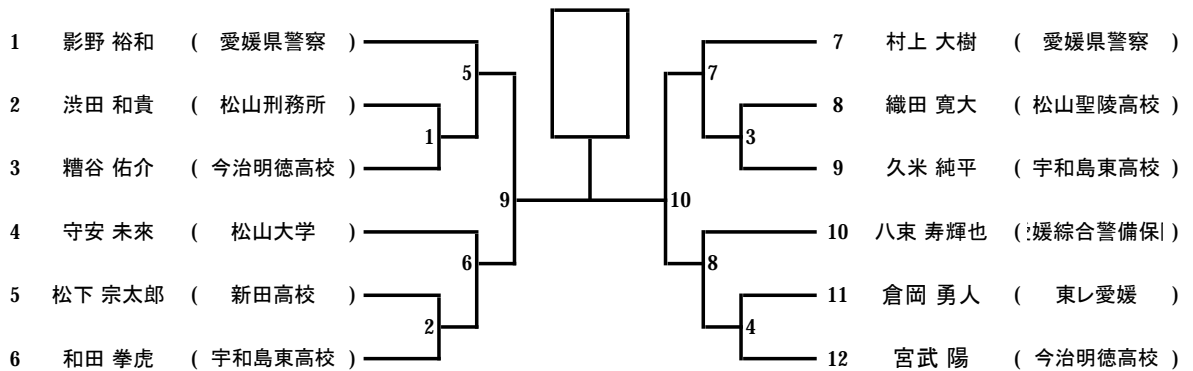 1 影野 裕和 ( 愛媛県警察 )
5
2 渋田 和貴 ( 松山刑務所 )
1
3 糟谷 佑介 ( 今治明徳高校 )
9
4 守安 未來 ( 松山大学 )
6
5 松下 宗太郎 ( 新田高校 )
2
6 和田 拳虎 ( 宇和島東高校 )
7 村上 大樹 ( 愛媛県警察 )
7
8 織田 寛大 ( 松山聖陵高校 )
3
9 久米 純平 ( 宇和島東高校 )
10
10 八束 寿輝也 ( 媛綜合警備保 )
8
11 倉岡 勇人 ( 東レ愛媛 )
4
12 宮武 陽 ( 今治明徳高校 )